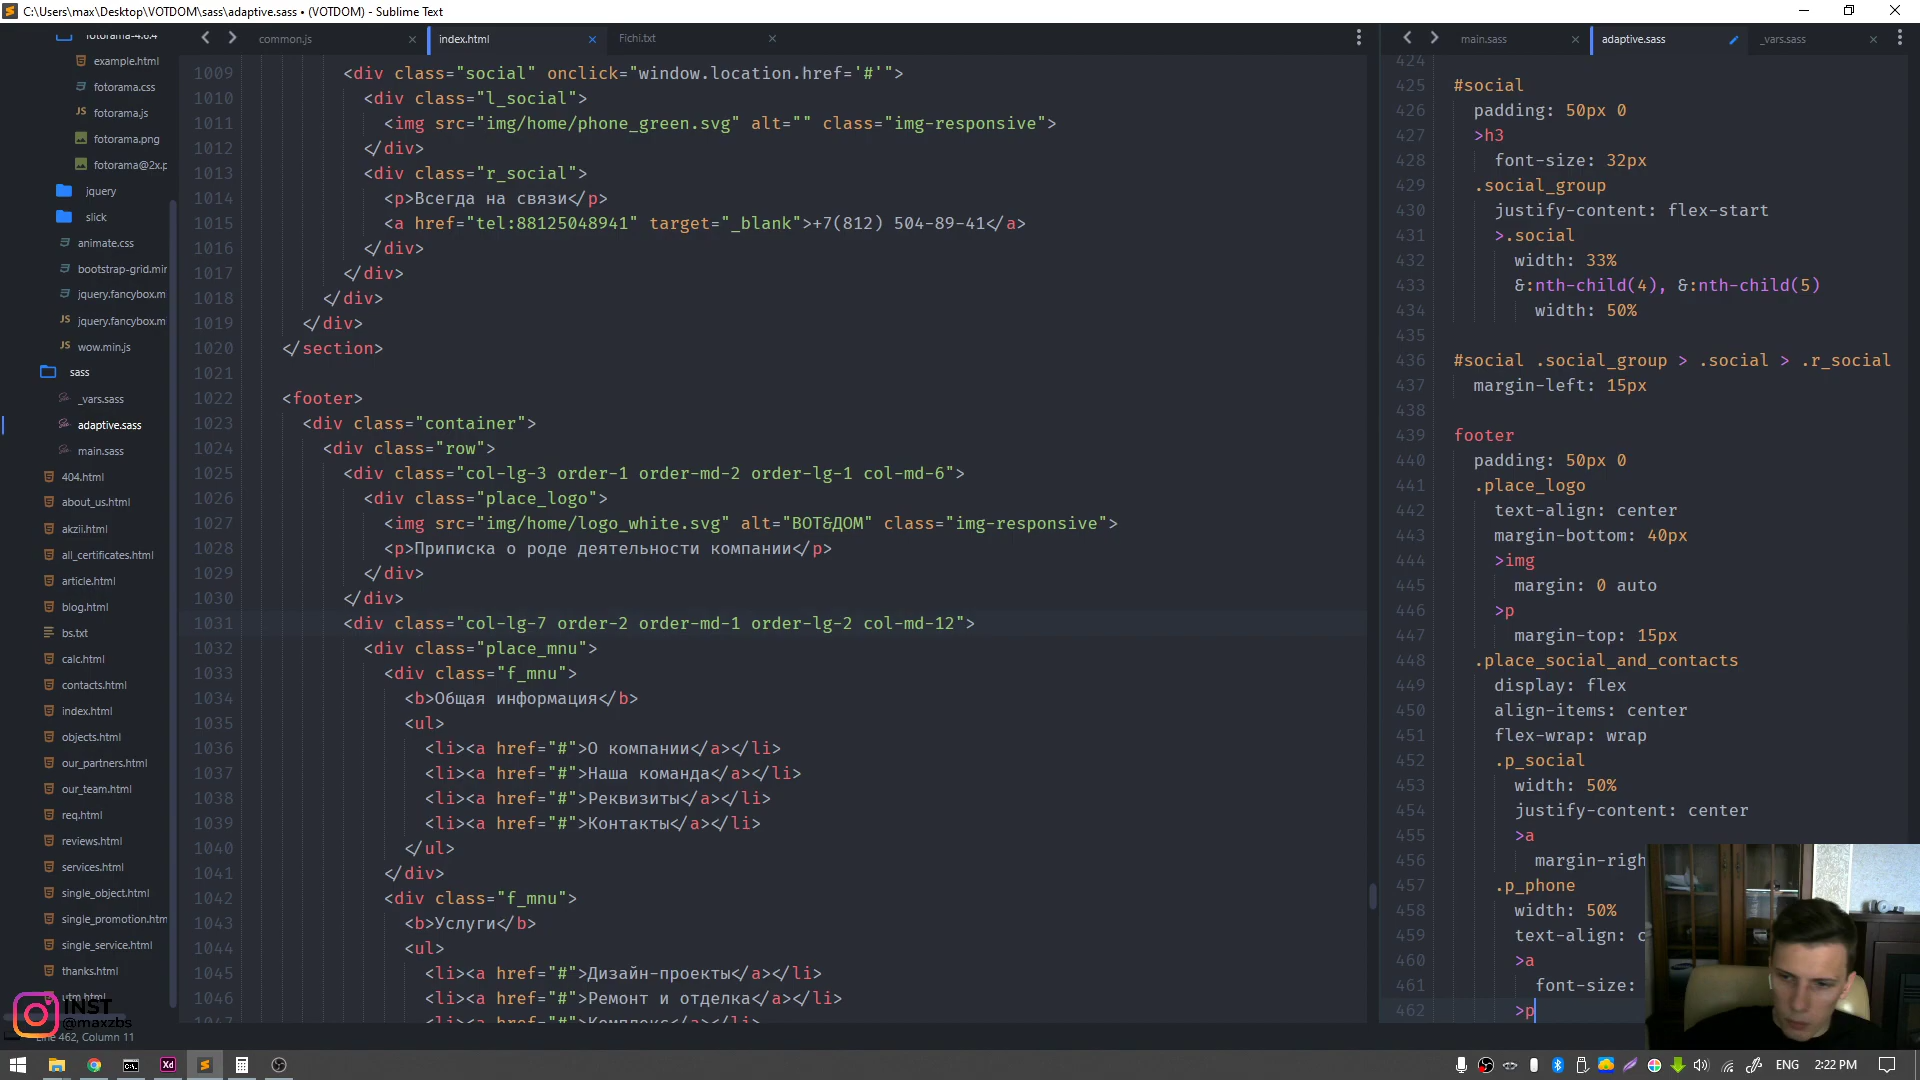 C:\Users\max\Desktop\VOTDOM\sass\adaptive.sass • (VOTDOM) - Sublime Text
fotorama-4.6.4
example.html
fotorama.css
fotorama.js
fotorama.png
fotorama@2x.p
jquery
slick
animate.css
bootstrap-grid.min
jquery.fancybox.m
jquery.fancybox.m
wow.min.js
sass
_vars.sass
adaptive.sass
main.sass
404.html
about_us.html
akzii.html
all_certificates.html
article.html
blog.html
bs.txt
calc.html
contacts.html
index.html
objects.html
our_partners.html
our_team.html
req.html
reviews.html
services.html
single_object.html
single_promotion.htm
single_service.html
thanks.html
utm.html
INST
@maxzbs
common.js
index.html
Fichi.txt
1009 <div class="social" onclick="window.location.href='#'">
1010 <div class="l_social">
1011 <img src="img/home/phone_green.svg" alt="" class="img-responsive">
1012 </div>
1013 <div class="r_social">
1014 <p>Всегда на связи</p>
1015 <a href="tel:88125048941" target="_blank">+7(812) 504-89-41</a>
1016 </div>
1017 </div>
1018 </div>
1019 </div>
1020 </section>
1021
1022 <footer>
1023 <div class="container">
1024 <div class="row">
1025 <div class="col-lg-3 order-1 order-md-2 order-lg-1 col-md-6">
1026 <div class="place_logo">
1027 <img src="img/home/logo_white.svg" alt="ВОТ&ДОМ" class="img-responsive">
1028 <p>Приписка о роде деятельности компании</p>
1029 </div>
1030 </div>
1031 <div class="col-lg-7 order-2 order-md-1 order-lg-2 col-md-12">
1032 <div class="place_mnu">
1033 <div class="f_mnu">
1034 <b>Общая информация</b>
1035 <ul>
1036 <li><a href="#">О компании</a></li>
1037 <li><a href="#">Наша команда</a></li>
1038 <li><a href="#">Реквизиты</a></li>
1039 <li><a href="#">Контакты</a></li>
1040 </ul>
1041 </div>
1042 <div class="f_mnu">
1043 <b>Услуги</b>
1044 <ul>
1045 <li><a href="#">Дизайн-проекты</a></li>
1046 <li><a href="#">Ремонт и отделка</a></li>
1047 <li><a href="#">Комплекс</a></li>
main.sass
adaptive.sass
_vars.sass
424
425 #social
426 padding: 50px 0
427 >h3
428 font-size: 32px
429 .social_group
430 justify-content: flex-start
431 >.social
432 width: 33%
433 &:nth-child(4), &:nth-child(5)
434 width: 50%
435
436 #social .social_group > .social > .r_social
437 margin-left: 15px
438
439 footer
440 padding: 50px 0
441 .place_logo
442 text-align: center
443 margin-bottom: 40px
444 >img
445 margin: 0 auto
446 >p
447 margin-top: 15px
448 .place_social_and_contacts
449 display: flex
450 align-items: center
451 flex-wrap: wrap
452 .p_social
453 width: 50%
454 justify-content: center
455 >a
456 margin-righ
457 .p_phone
458 width: 50%
459 text-align: c
460 >a
461 font-size:
462 >p
Line 462, Column 11
Xd
ENG
2:22 PM